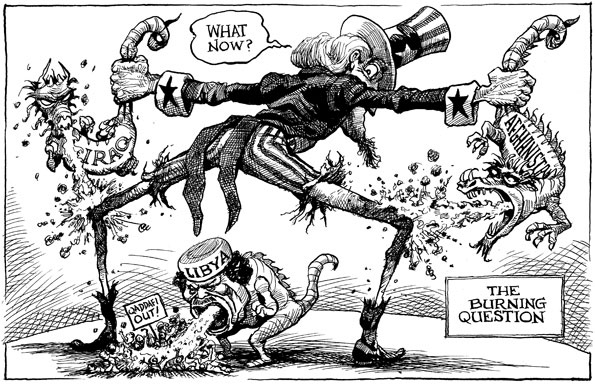 WHAT
NOW?
IRAQ
AFGHANISTAN
LIBYA
QADDAFI
OUT!
THE
BURNING
QUESTION